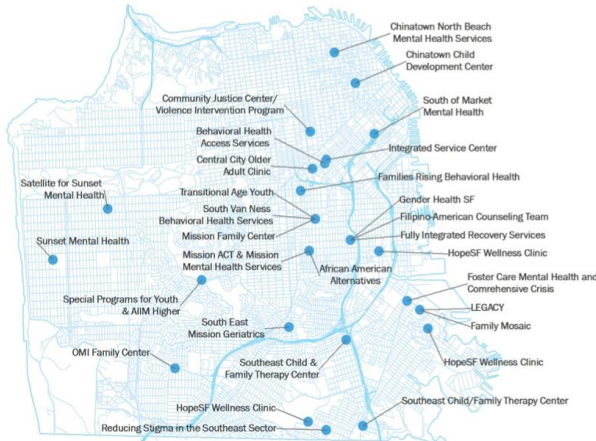 Chinatown North Beach
Mental Health Services
Chinatown Child
Development Center
Community Justice Center/
Violence Intervention Program
South of Market
Mental Health
Behavioral Health
Access Services
Integrated Service Center
Central City Older
Adult Clinic
Families Rising Behavioral Health
Satellite for Sunset
Mental Health
Transitional Age Youth
Gender Health SF
South Van Ness
Behavioral Health Services
Filipino-American Counseling Team
Mission Family Center
Fully Integrated Recovery Services
Sunset Mental Health
Mission ACT & Mission
Mental Health Services
HopeSF Wellness Clinic
African American
Alternatives
Foster Care Mental Health and
Comrehensive Crisis
Special Programs for Youth
& AIIM Higher
LEGACY
South East
Mission Geriatrics
Family Mosaic
OMI Family Center
Southeast Child &
Family Therapy Center
HopeSF Wellness Clinic
HopeSF Wellness Clinic
Southeast Child/Family Therapy Center
Reducing Stigma in the Southeast Sector